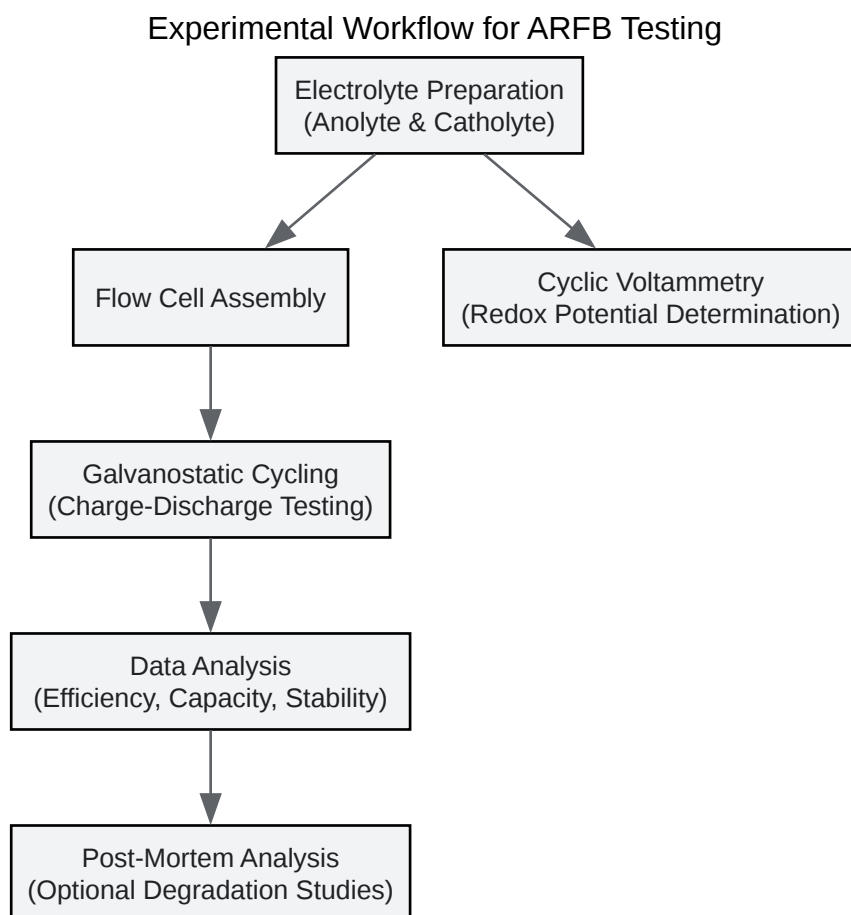 Experimental Workflow for ARFB Testing
Electrolyte Preparation
(Anolyte & Catholyte)
Flow Cell Assembly
Cyclic Voltammetry
(Redox Potential Determination)
Galvanostatic Cycling
(Charge-Discharge Testing)
Data Analysis
(Efficiency, Capacity, Stability)
Post-Mortem Analysis
(Optional Degradation Studies)